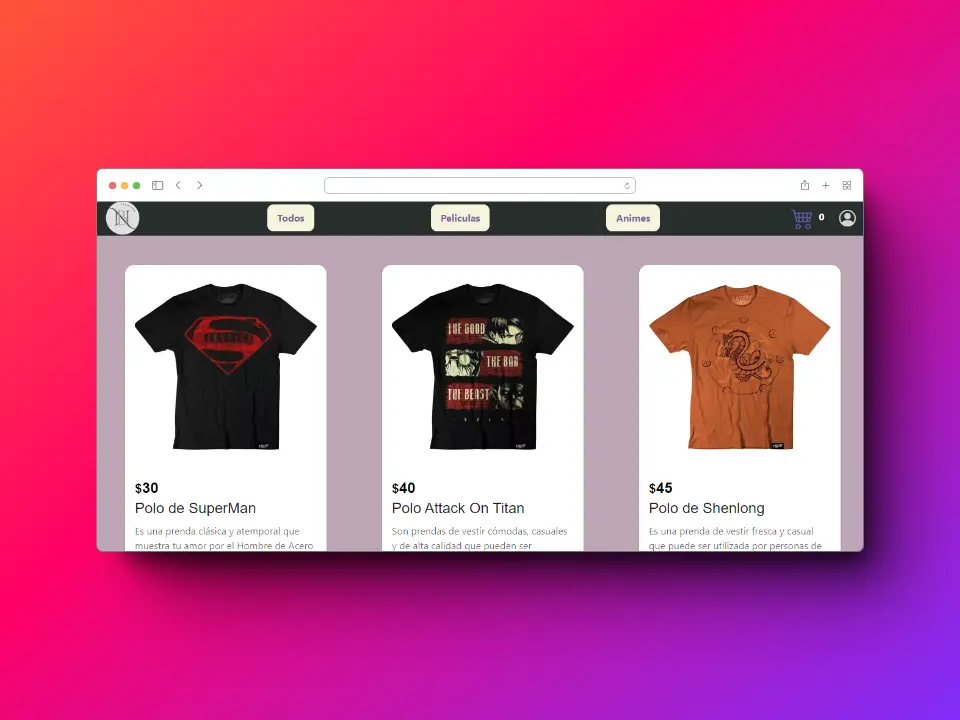 Todos
Peliculas
Animes
0
THE GOOD
THE BAR
THE BEAST
$30
Polo de SuperMan
Es una prenda clásica y atemporal que
muestra tu amor por el Hombre de Acero
$40
Polo Attack On Titan
Son prendas de vestir cómodas, casuales
y de alta calidad que pueden ser
$45
Polo de Shenlong
Es una prenda de vestir fresca y casual
que puede ser utilizada por personas de